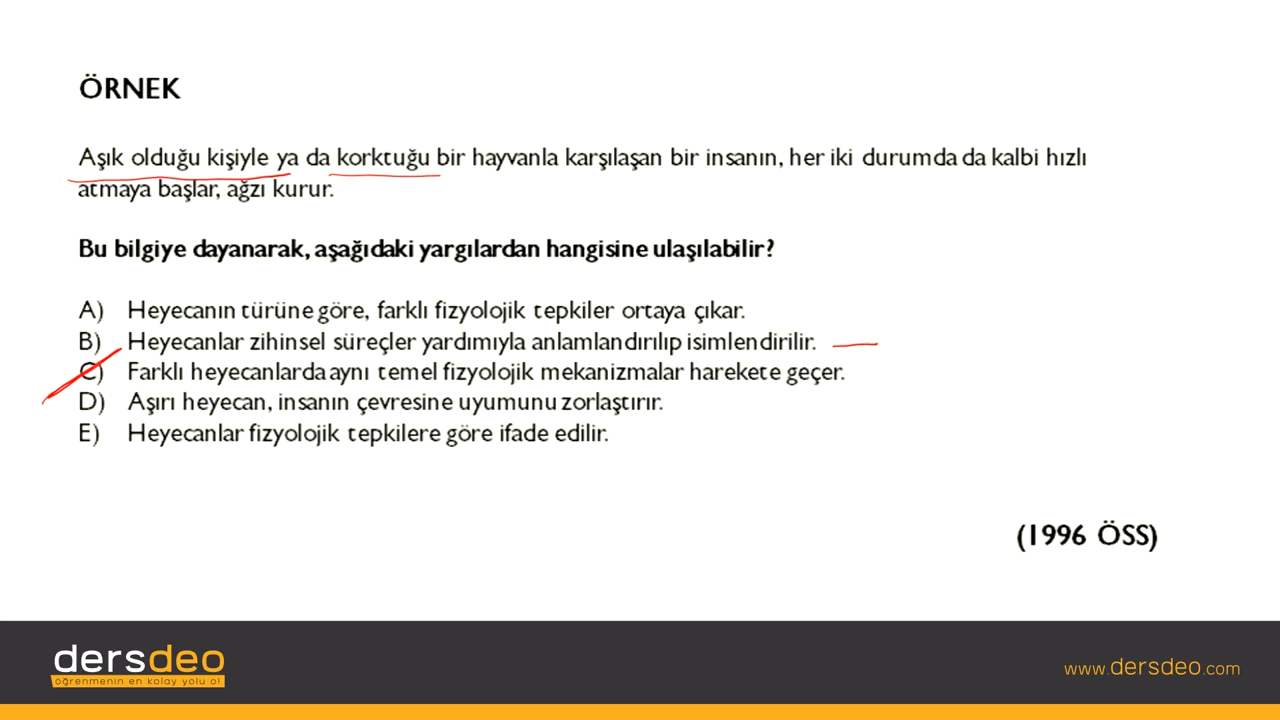 ÖRNEK
Aşık olduğu kişiyle ya da korktuğu bir hayvanla karşılaşan bir insanın, her iki durumda da kalbi hızlı
atmaya başlar, ağzı kurur.
Bu bilgiye dayanarak, aşağıdaki yargılardan hangisine ulaşılabilir?
A) Heyecanın türüne göre, farklı fizyolojik tepkiler ortaya çıkar.
B) Heyecanlar zihinsel süreçler yardımıyla anlamlandırılıp isimlendirilir.
C) Farklı heyecanlarda aynı temel fizyolojik mekanizmalar harekete geçer.
D) Aşırı heyecan, insanın çevresine uyumunu zorlaştırır.
E) Heyecanlar fizyolojik tepkilere göre ifade edilir.
(1996 ÖSS)
dersdeo
öğrenmenin en kolay yolu o!
www.dersdeo.com